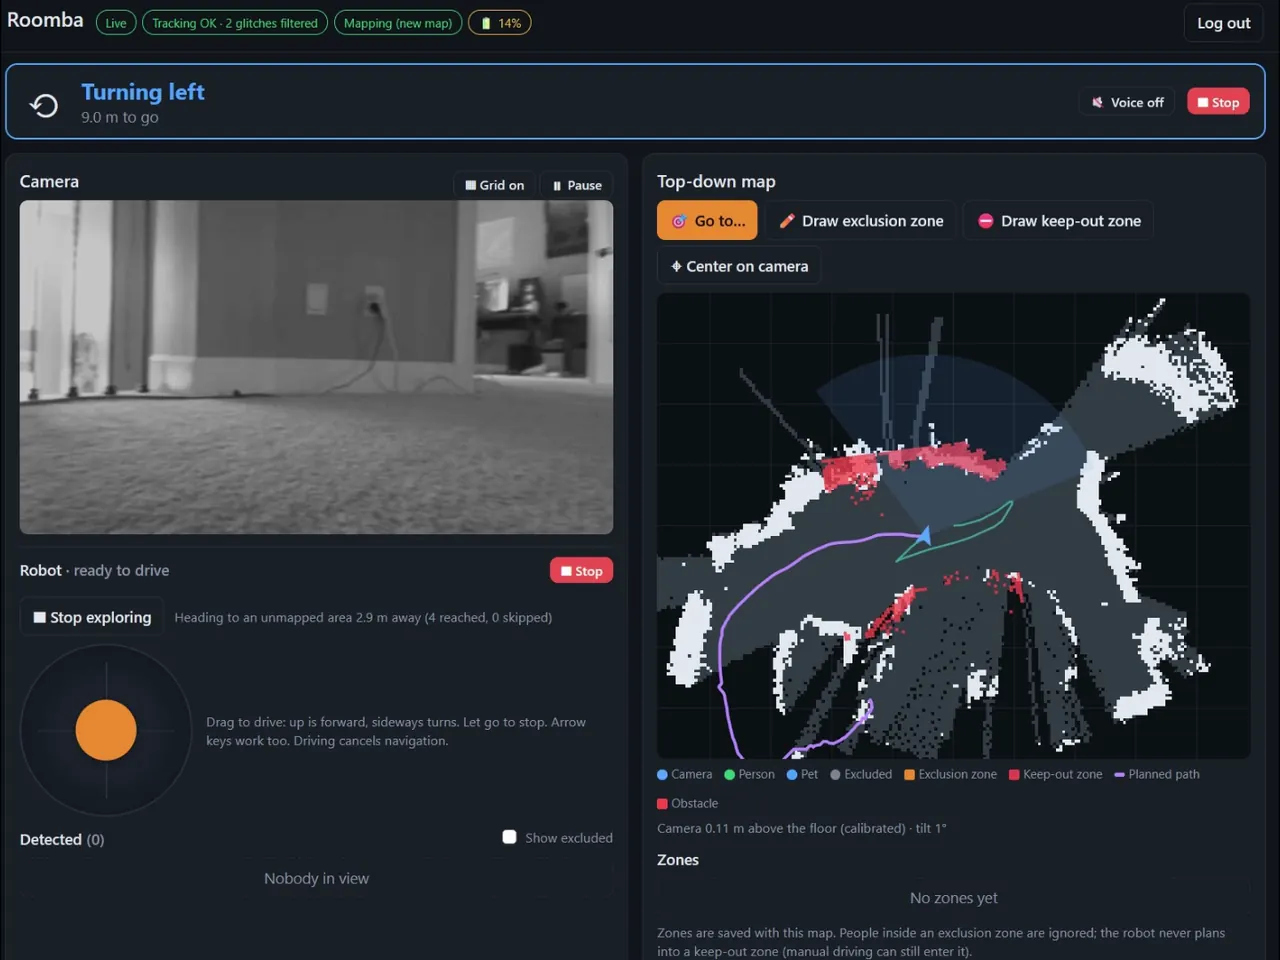 Roomba
Live
Tracking OK · 2 glitches filtered
Mapping (new map)
14%
Log out
Turning left
9.0 m to go
Voice off
Stop
Camera
Grid on
Pause
Robot · ready to drive
Stop
Stop exploring
Heading to an unmapped area 2.9 m away (4 reached, 0 skipped)
Drag to drive: up is forward, sideways turns. Let go to stop. Arrow
keys work too. Driving cancels navigation.
Detected (0)
Show excluded
Nobody in view
Top-down map
Go to...
Draw exclusion zone
Draw keep-out zone
Center on camera
Camera
Person
Pet
Excluded
Exclusion zone
Keep-out zone
Planned path
Obstacle
Camera 0.11 m above the floor (calibrated) · tilt 1°
Zones
No zones yet
Zones are saved with this map. People inside an exclusion zone are ignored; the robot never plans
into a keep-out zone (manual driving can still enter it).